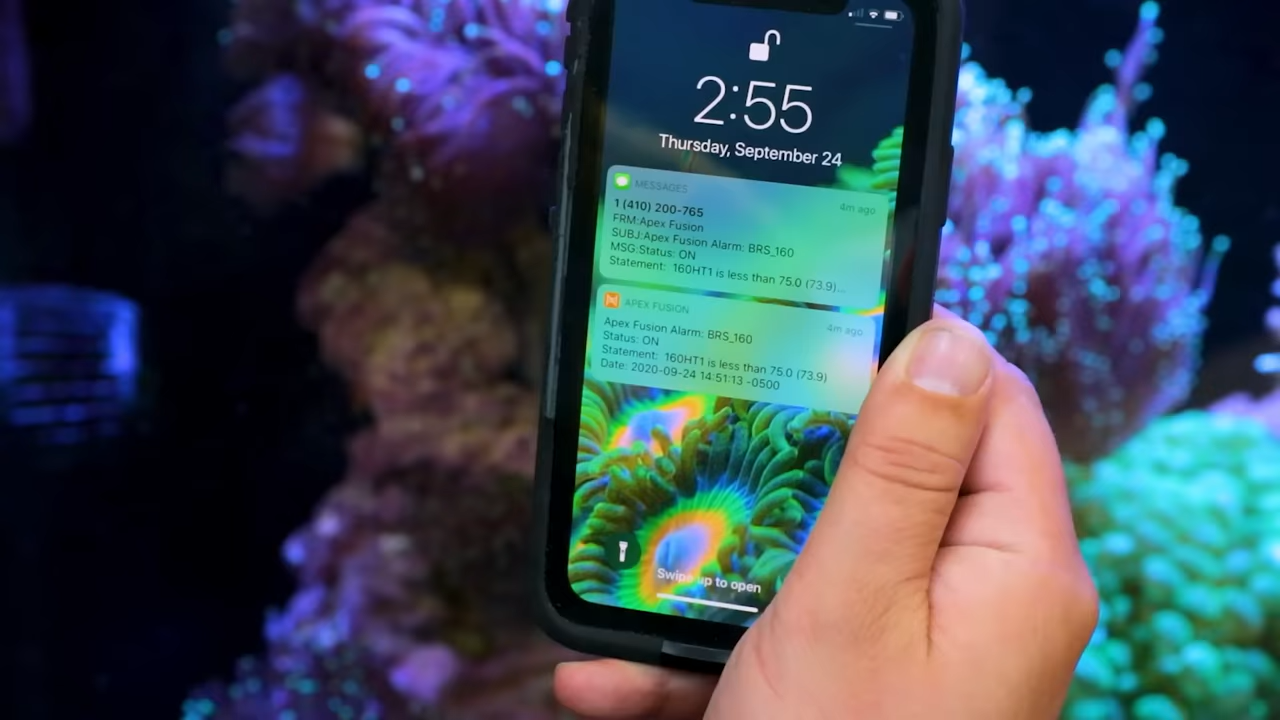 2:55
Thursday, September 24
MESSAGES
4m ago
1 (410) 200-765
FRM:Apex Fusion
SUBJ:Apex Fusion Alarm: BRS_160
MSG:Status: ON
Statement: 160HT1 is less than 75.0 (73.9)...
APEX FUSION
4m ago
Apex Fusion Alarm: BRS_160
Status: ON
Statement: 160HT1 is less than 75.0 (73.9)
Date: 2020-09-24 14:51:13 -0500
Swipe up to open